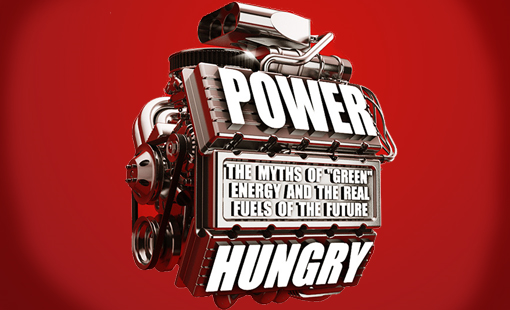 POWER
THE MYTHS OF "GREEN"
ENERGY AND THE REAL
FUELS OF THE FUTURE
HUNGRY